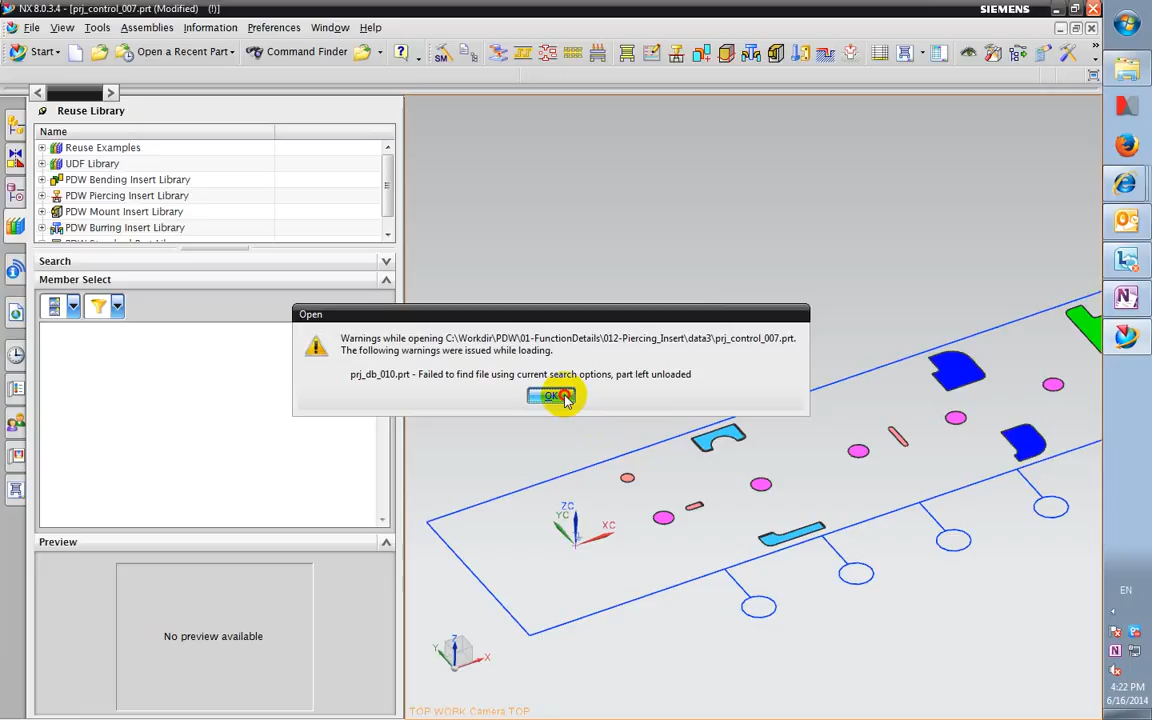 NX 8.0.3.4 - [prj_control_007.prt (Modified) (!)]
SIEMENS
File View Tools Assemblies Information Preferences Window Help
Start Open a Recent Part Command Finder
SM
Reuse Library
Name
Reuse Examples
UDF Library
PDW Bending Insert Library
PDW Piercing Insert Library
PDW Mount Insert Library
PDW Burring Insert Library
Search
Member Select
Open
Warnings while opening C:\Workdir\PDW\01-FunctionDetails\012-Piercing_Insert\data3\prj_control_007.prt.
The following warnings were issued while loading.
prj_db_010.prt - Failed to find file using current search options, part left unloaded
OK
ZC
YC
XC
Preview
No preview available
Z
Y
X
TOP WORK Camera TOP
EN
4:22 PM
6/16/2014